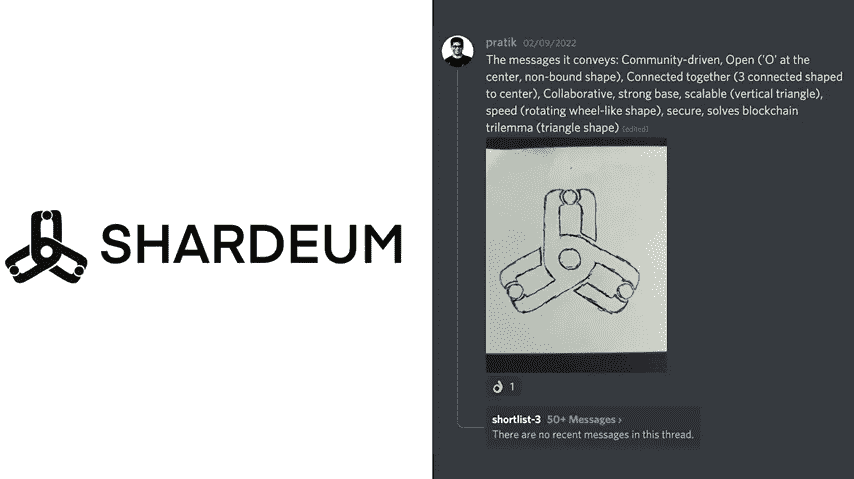 SHARDEUM
pratik 02/09/2022
The messages it conveys: Community-driven, Open ('O' at the
center, non-bound shape), Connected together (3 connected shaped
to center), Collaborative, strong base, scalable (vertical triangle),
speed (rotating wheel-like shape), secure, solves blockchain
trilemma (triangle shape) (edited)
1
shortlist-3 50+ Messages ›
There are no recent messages in this thread.